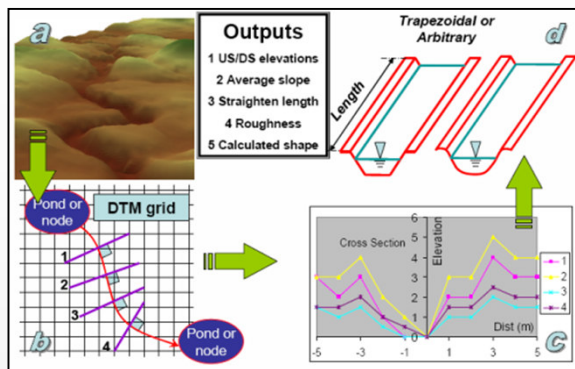 a
Outputs
1 US/DS elevations
2 Average slope
3 Straighten length
4 Roughness
5 Calculated shape
Trapezoidal or
Arbitrary
d
Length
Pond or
node
DTM grid
1
2
3
4
b
Pond or
node
Cross Section
Elevation
6
5
4
3
2
1
0
-5
-3
-1
1
3
5
Dist (m)
1
2
3
4
C